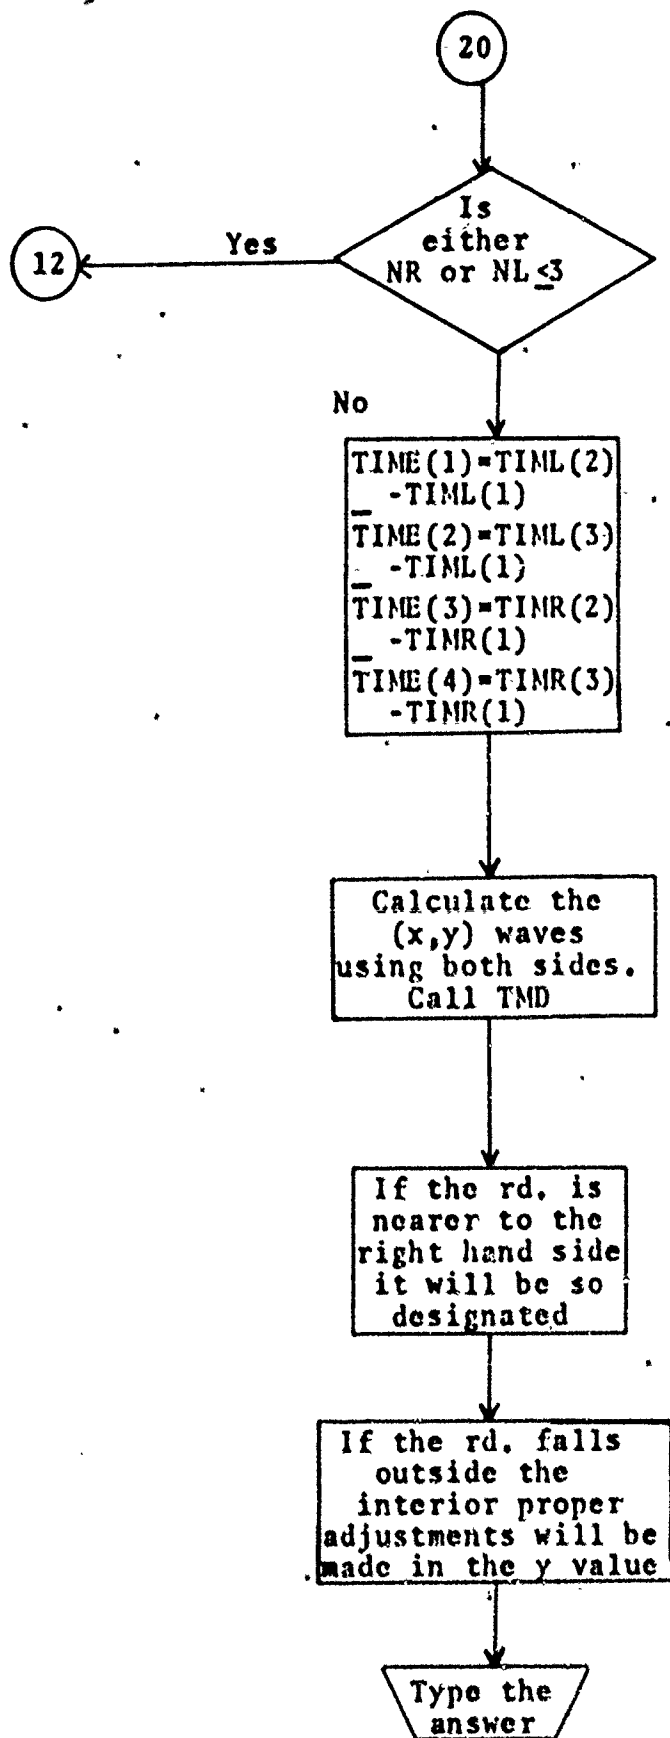 20
Is
either
NR or NL ≤3
Yes
12
No
TIME(1)=TIML(2)
-TIML(1)
TIME(2)=TIML(3)
-TIML(1)
TIME(3)=TIMR(2)
-TIMR(1)
TIME(4)=TIMR(3)
-TIMR(1)
Calculate the
(x,y) waves
using both sides.
Call TMD
If the rd. is
nearer to the
right hand side
it will be so
designated
If the rd. falls
outside the
interior proper
adjustments will be
made in the y value
Type the
answer